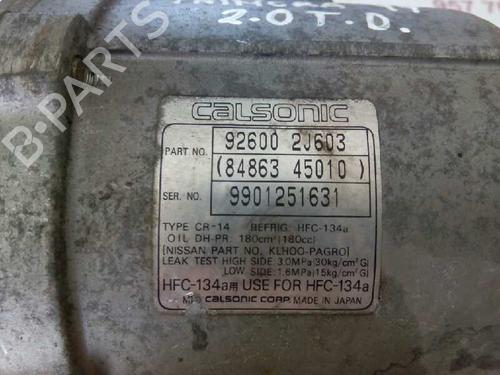 2.0 T.D.
957
B-PARTS
CALSONIC
PART NO. 92600 2J603
(84863 45010)
SER. NO. 9901251631
TYPE CR-14 REFRIG. HFC-134a
OIL DH-PR: 180cm³(180cc)
[NISSAN PART NO. KLH00-PAGR0]
LEAK TEST HIGH SIDE: 3.0MPa(30kg/cm²G)
LOW SIDE: 1.6MPa(15kg/cm²G)
HFC-134a用 USE FOR HFC-134a
MFG CALSONIC CORP. MADE IN JAPAN